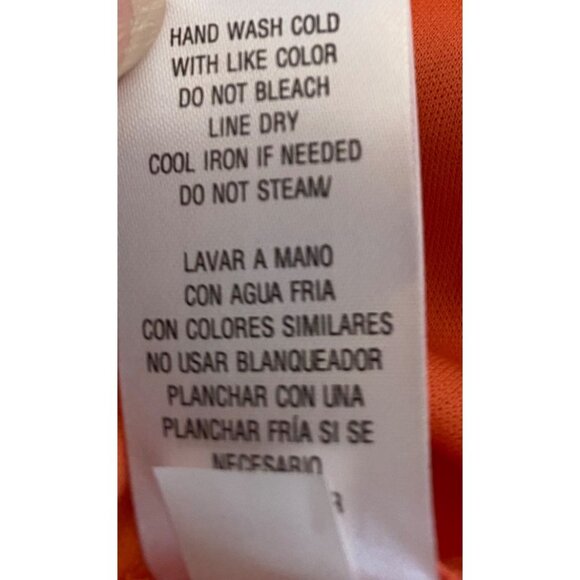 HAND WASH COLD
WITH LIKE COLOR
DO NOT BLEACH
LINE DRY
COOL IRON IF NEEDED
DO NOT STEAM/
LAVAR A MANO
CON AGUA FRIA
CON COLORES SIMILARES
NO USAR BLANQUEADOR
PLANCHAR CON UNA
PLANCHAR FRÍA SI SE
NECESARIO